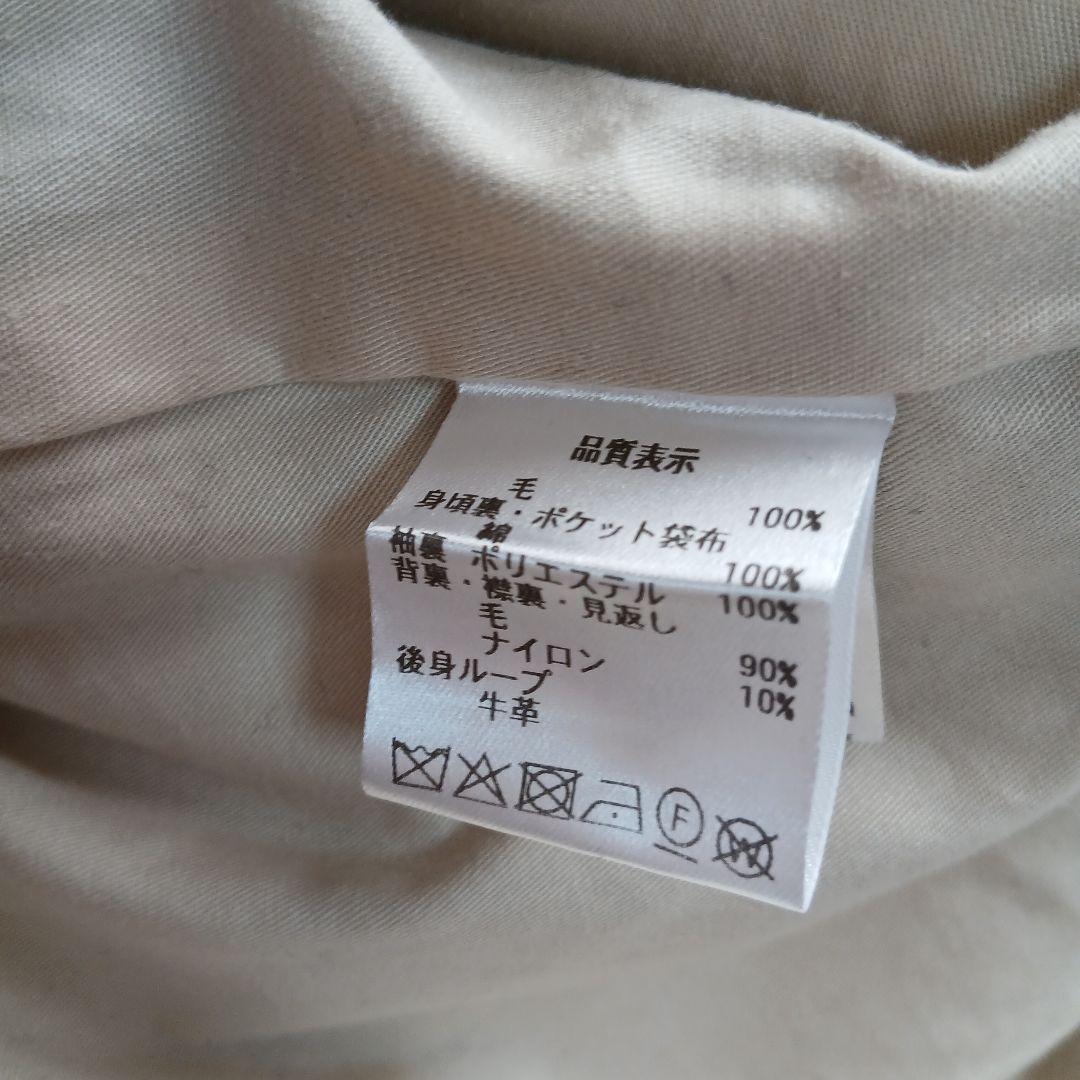 品質表示
毛 100%
身頃裏・ポケット袋布
綿 100%
袖裏 ポリエステル 100%
背裏・襟裏・見返し
毛 90%
ナイロン 10%
後身ループ
牛革
F
W